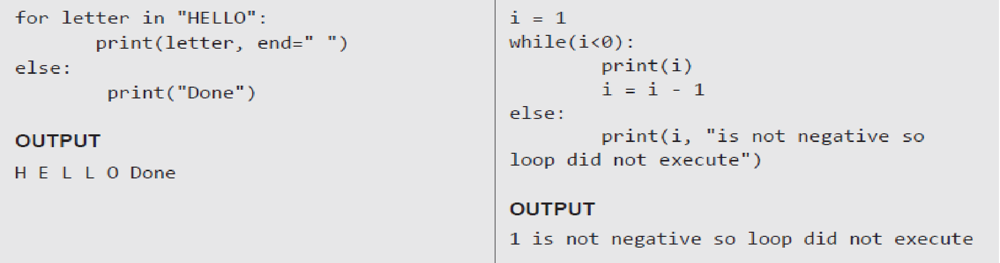 for letter in "HELLO":
        print(letter, end=" ")
else:
         print("Done")
OUTPUT
H E L L O Done
i = 1
while(i<0):
        print(i)
        i = i - 1
else:
        print(i, "is not negative so
loop did not execute")
OUTPUT
1 is not negative so loop did not execute